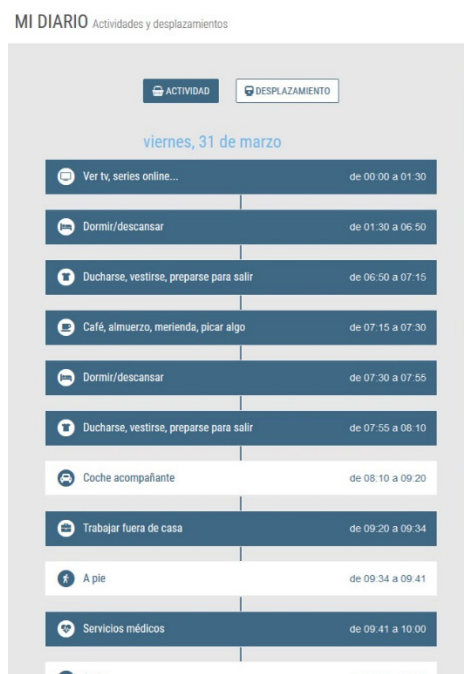 MI DIARIO Actividades y desplazamientos
ACTIVIDAD DESPLAZAMIENTO
viernes, 31 de marzo
Ver tv, series online... de 00:00 a 01:30
Dormir/descansar de 01:30 a 06:50
Ducharse, vestirse, preparse para salir de 06:50 a 07:15
Café, almuerzo, merienda, picar algo de 07:15 a 07:30
Dormir/descansar de 07:30 a 07:55
Ducharse, vestirse, preparse para salir de 07:55 a 08:10
Coche acompañante de 08:10 a 09:20
Trabajar fuera de casa de 09:20 a 09:34
A pie de 09:34 a 09:41
Servicios médicos de 09:41 a 10:00